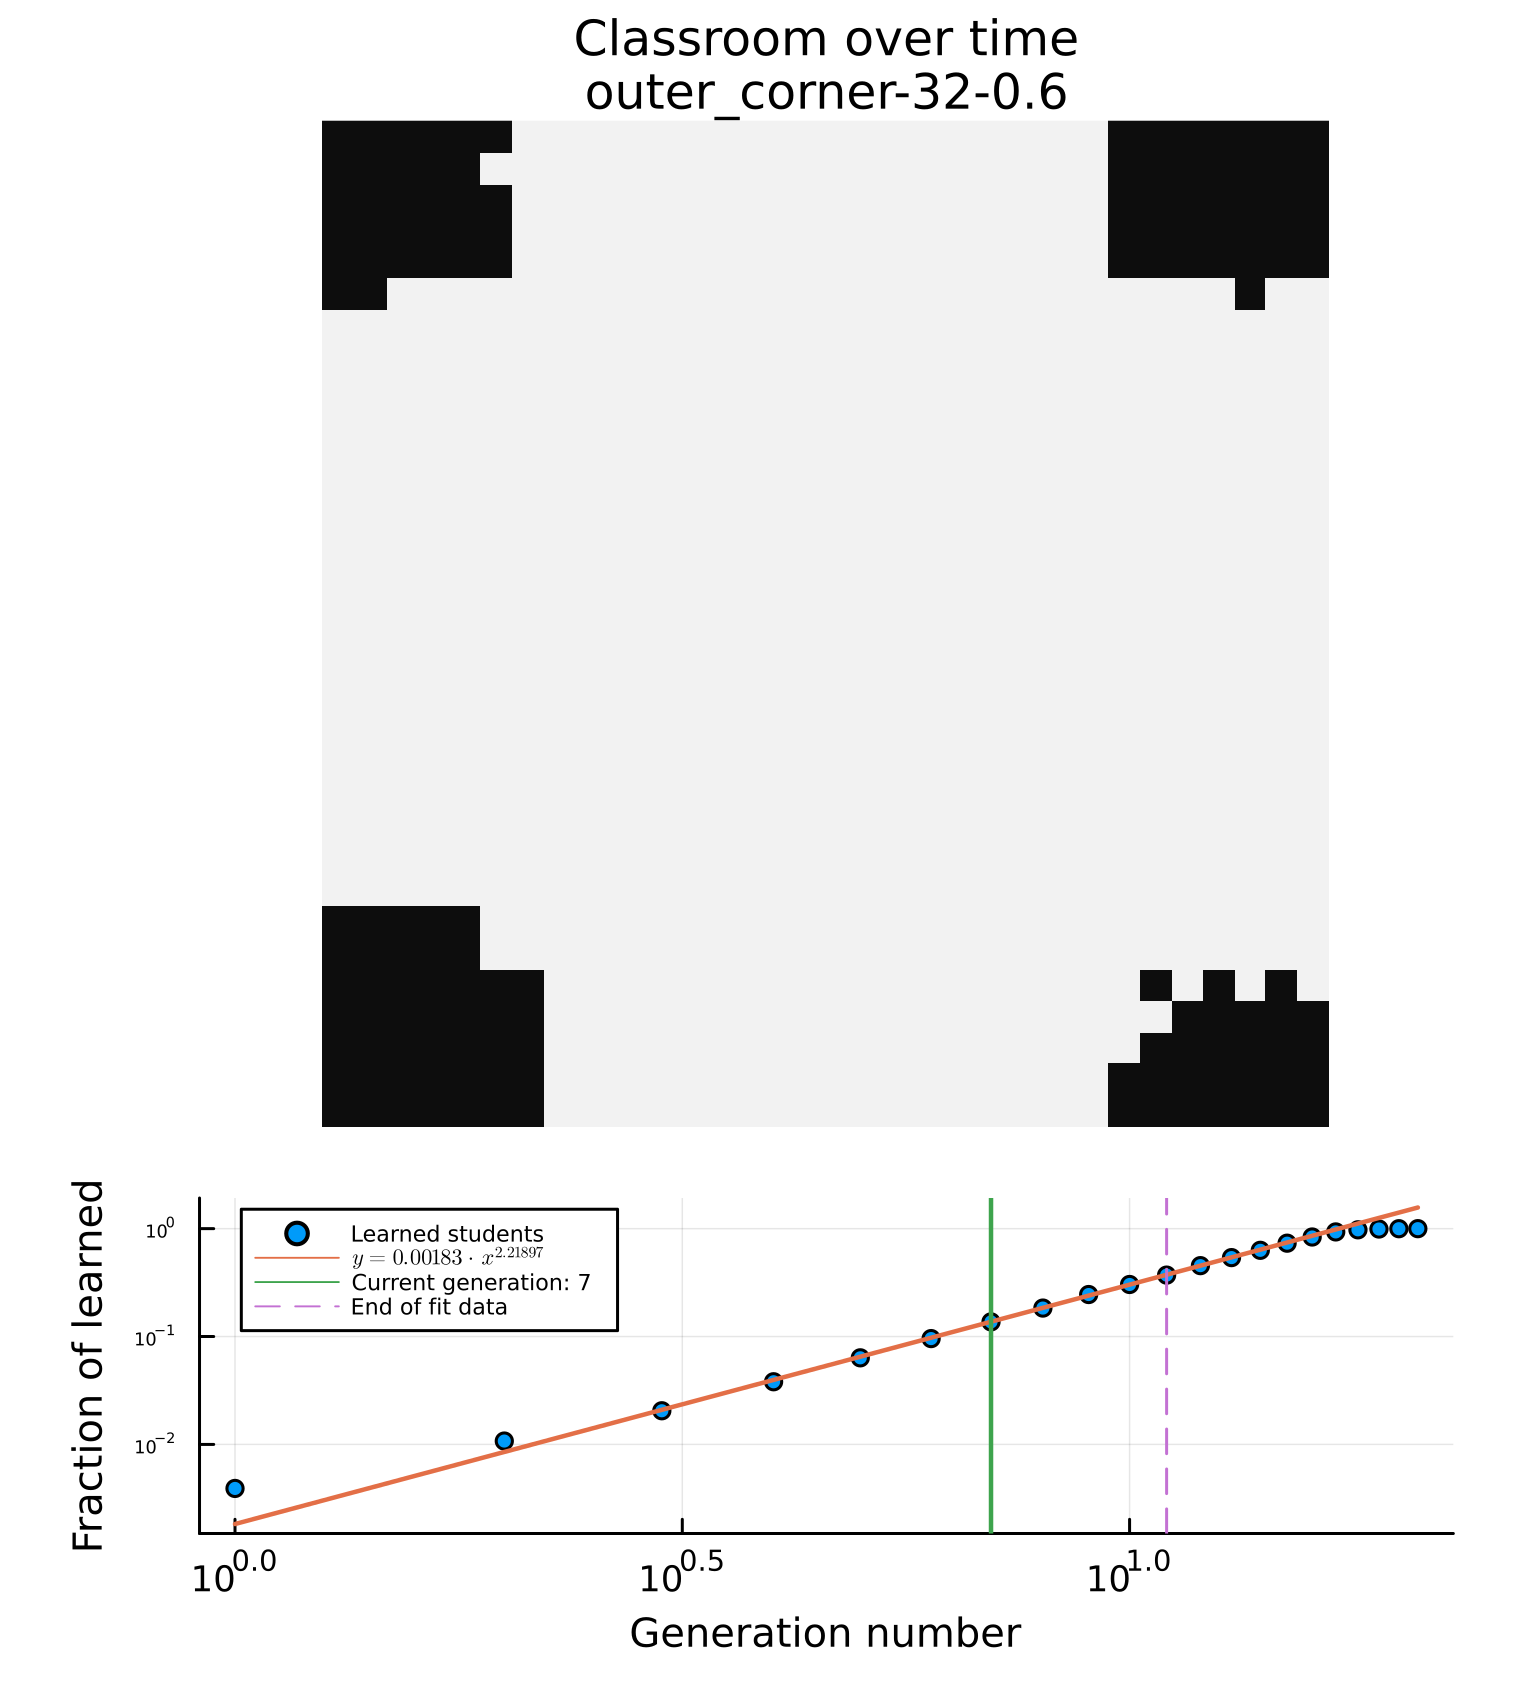 Classroom over time
outer_corner-32-0.6
Fraction of learned
10^0
10^-1
10^-2
Learned students
y = 0.00183 · x^2.21897
Current generation: 7
End of fit data
10^0.0 10^0.5 10^1.0
Generation number